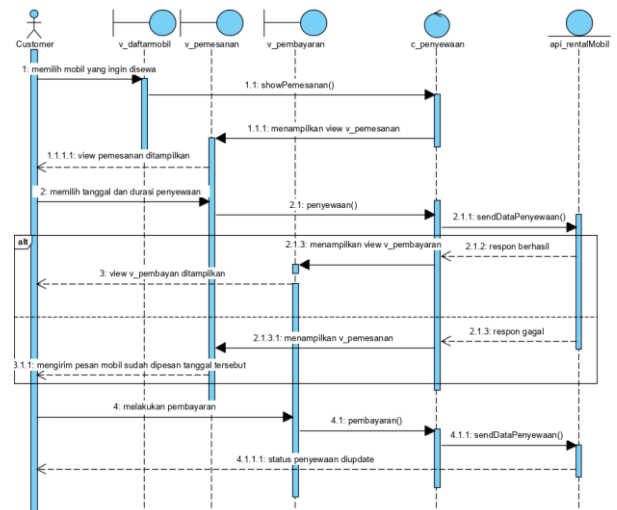 Customer
v_daftarmobil
v_pemesanan
v_pembayaran
c_penyewaan
api_rentalMobil
1: memilih mobil yang ingin disewa
1.1: showPemesanan()
1.1.1: menampilkan view v_pemesanan
1.1.1.1: view pemesanan ditampilkan
2: memilih tanggal dan durasi penyewaan
2.1: penyewaan()
2.1.1: sendDataPenyewaan()
alt
2.1.3: menampilkan view v_pembayaran
2.1.2: respon berhasil
3: view v_pembayan ditampilkan
2.1.3: respon gagal
2.1.3.1: menampilkan v_pemesanan
3.1.1: mengirim pesan mobil sudah dipesan tanggal tersebut
4: melakukan pembayaran
4.1: pembayaran()
4.1.1: sendDataPenyewaan()
4.1.1.1: status penyewaan diupdate